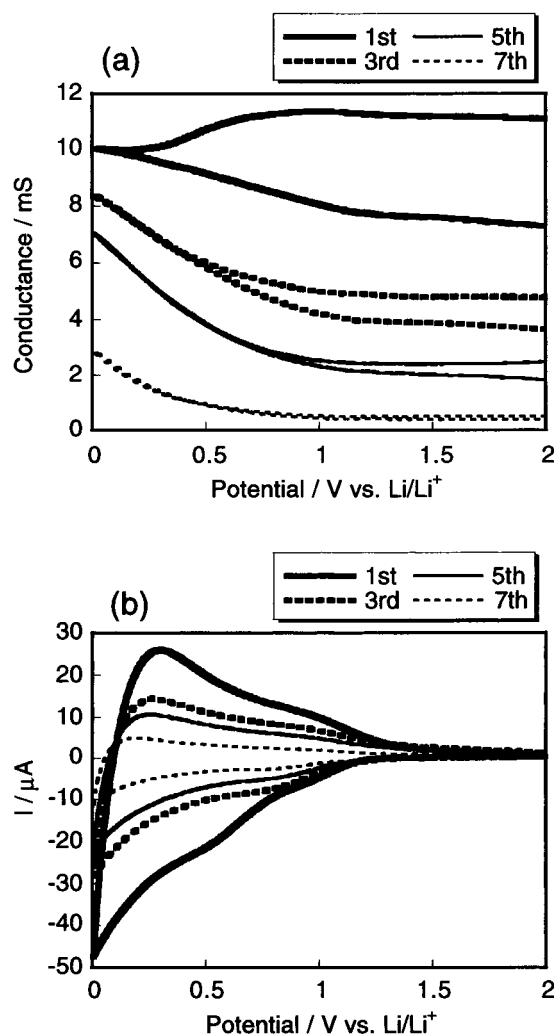 1st 5th
3rd 7th
(a)
Conductance / mS
12
10
8
6
4
2
0
0 0.5 1 1.5 2
Potential / V vs. Li/Li⁺
1st 5th
3rd 7th
(b)
I / μA
30
20
10
0
-10
-20
-30
-40
-50
0 0.5 1 1.5 2
Potential / V vs. Li/Li⁺